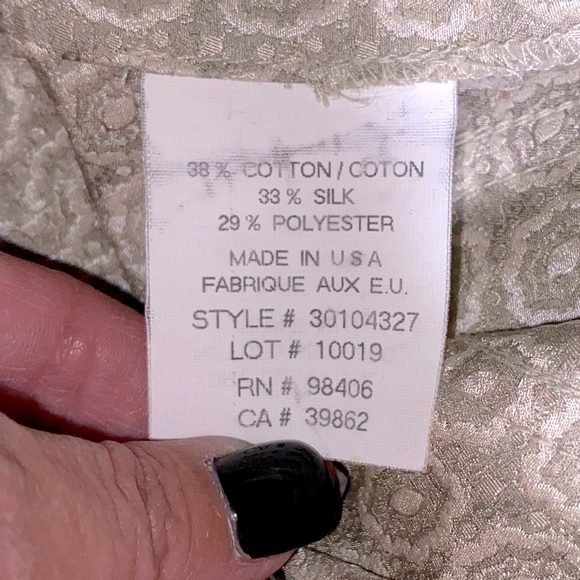 38% COTTON/COTON
33% SILK
29% POLYESTER
MADE IN USA
FABRIQUE AUX E.U.
STYLE # 30104327
LOT # 10019
RN # 98406
CA # 39862